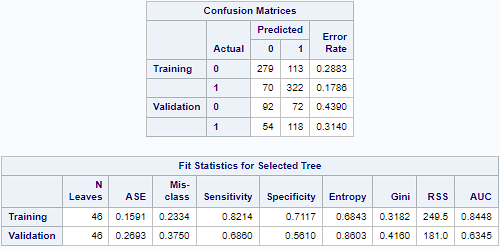 Confusion Matrices
Actual Predicted Error Rate
0 1
Training 0 279 113 0.2883
1 70 322 0.1786
Validation 0 92 72 0.4390
1 54 118 0.3140
Fit Statistics for Selected Tree
N Leaves ASE Mis-class Sensitivity Specificity Entropy Gini RSS AUC
Training 46 0.1591 0.2334 0.8214 0.7117 0.6843 0.3182 249.5 0.8448
Validation 46 0.2693 0.3750 0.6860 0.5610 0.8603 0.4160 181.0 0.6345